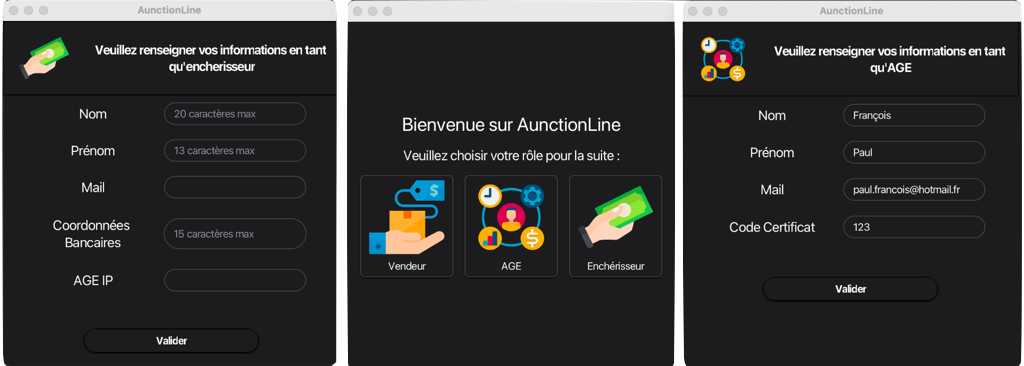 AunctionLine
Veuillez renseigner vos informations en tant
qu'encherisseur
Nom
20 caractères max
Prénom
13 caractères max
Mail
Coordonnées
Bancaires
15 caractères max
AGE IP
Valider
Bienvenue sur AunctionLine
Veuillez choisir votre rôle pour la suite :
Vendeur
AGE
Enchérisseur
AunctionLine
Veuillez renseigner vos informations en tant
qu'AGE
Nom
François
Prénom
Paul
Mail
paul.francois@hotmail.fr
Code Certificat
123
Valider